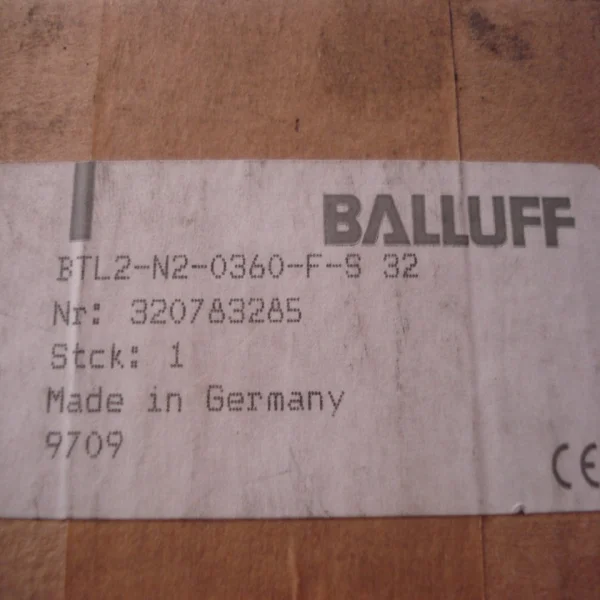 BALLUFF
BTL2-N2-0360-F-S 32
Nr: 320783285
Stck: 1
Made in Germany
9709
CE